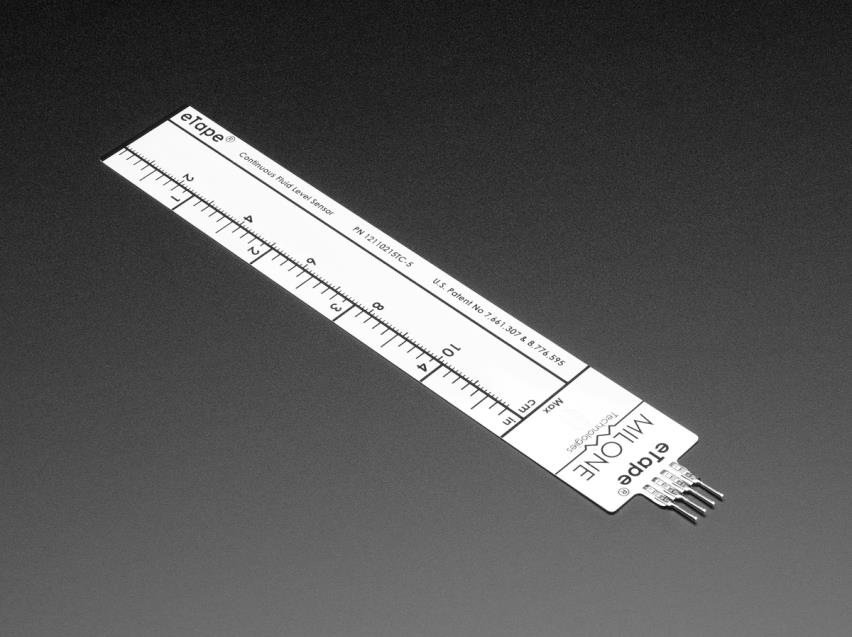 eTape®
Continuous Fluid Level Sensor
PN 12110215TC-5
U.S. Patent No 7,661,307 & 8,776,595
2
4
6
8
10
cm
1
2
3
4
in
Max
MILONE
Technologies
eTape®